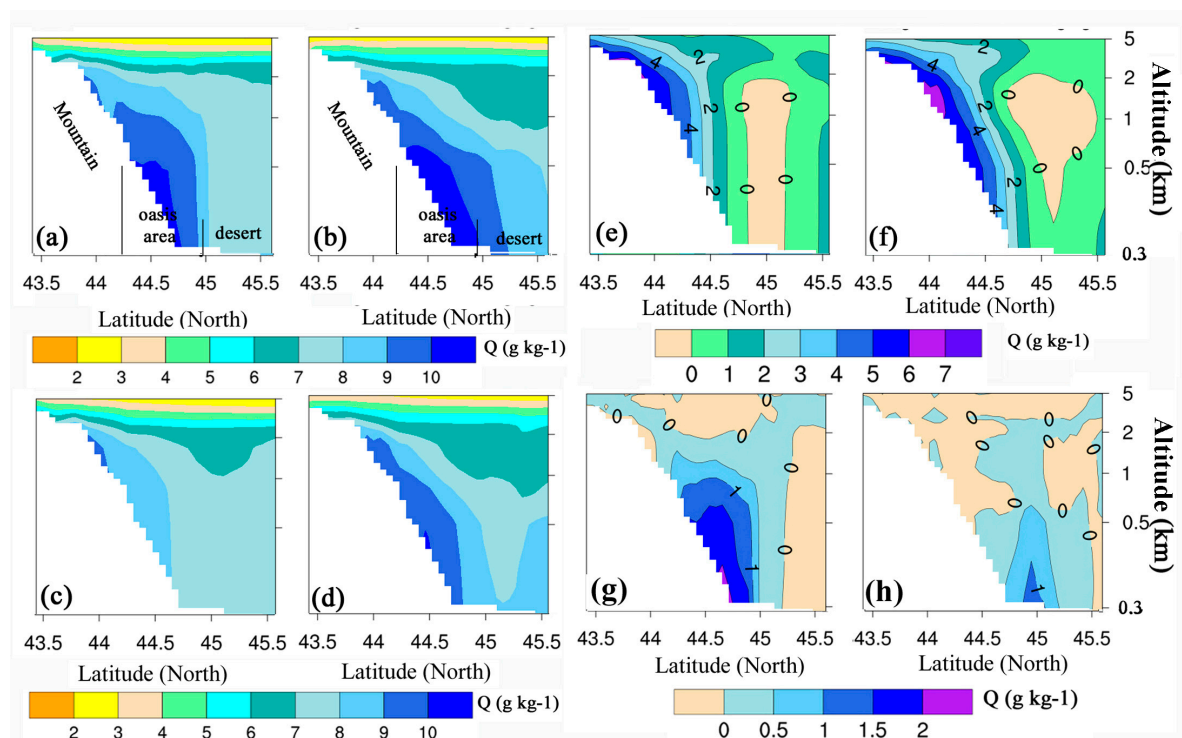 Mountain
oasis
area
desert
(a)
43.5 44 44.5 45 45.5
Latitude (North)
Mountain
oasis
area
desert
(b)
43.5 44 44.5 45 45.5
Latitude (North)
2 3 4 5 6 7 8 9 10
Q (g kg-1)
4
2
0
0
2
4
0
0
2
(e)
43.5 44 44.5 45 45.5
Latitude (North)
2
4
0
0
2
4
0
0
2
4
(f)
43.5 44 44.5 45 45.5
Latitude (North)
5
2
1
0.5
0.3
Altitude (km)
0 1 2 3 4 5 6 7
Q (g kg-1)
(c)
43.5 44 44.5 45 45.5
Latitude (North)
(d)
43.5 44 44.5 45 45.5
Latitude (North)
2 3 4 5 6 7 8 9 10
Q (g kg-1)
0
0
0
0
0
1
0
1
(g)
43.5 44 44.5 45 45.5
Latitude (North)
0
0
0
0
0
0
0
0
1
(h)
43.5 44 44.5 45 45.5
Latitude (North)
5
2
1
0.5
0.3
Altitude (km)
0 0.5 1 1.5 2
Q (g kg-1)